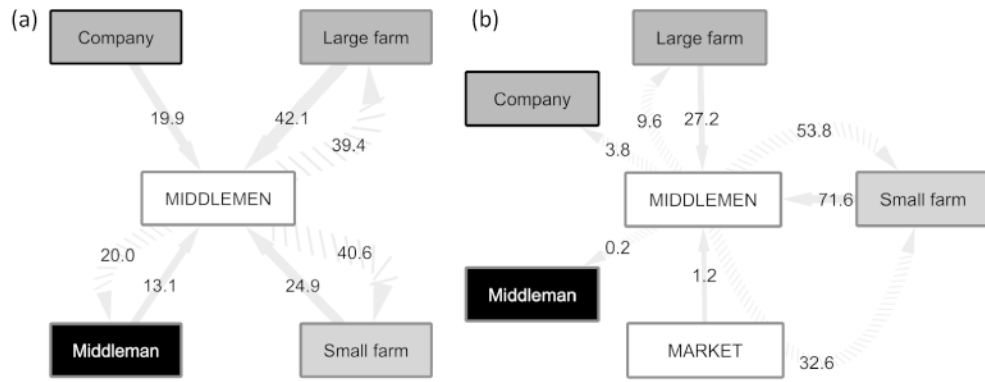 (a)
Company
Large farm
19.9
42.1
39.4
MIDDLEMEN
20.0
13.1
40.6
24.9
Middleman
Small farm
(b)
Large farm
Company
9.6
27.2
53.8
3.8
MIDDLEMEN
71.6
Small farm
0.2
Middleman
1.2
MARKET
32.6